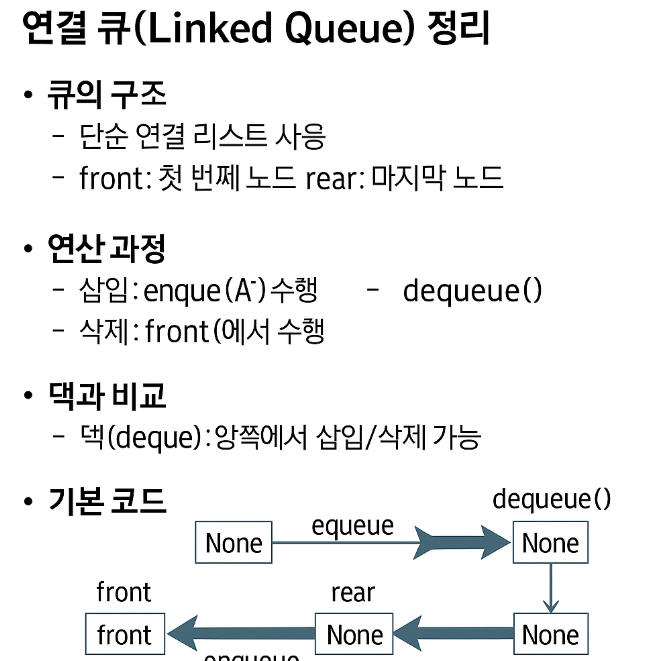 연결 큐(Linked Queue) 정리
• 큐의 구조
– 단순 연결 리스트 사응
– front: 첫 번쩨 노드 rear: 마지막 노드
• 연산 과정
– 삽입: enque(A-)수행 – dequeue()
– 삭제: front(에서 수행
• 댁과 비교
– 덱(deque): 앙쪽에서 삽입/삭제 가능
• 기본 코드
dequeue()
None equeue None
front rear
front None None
enqueue